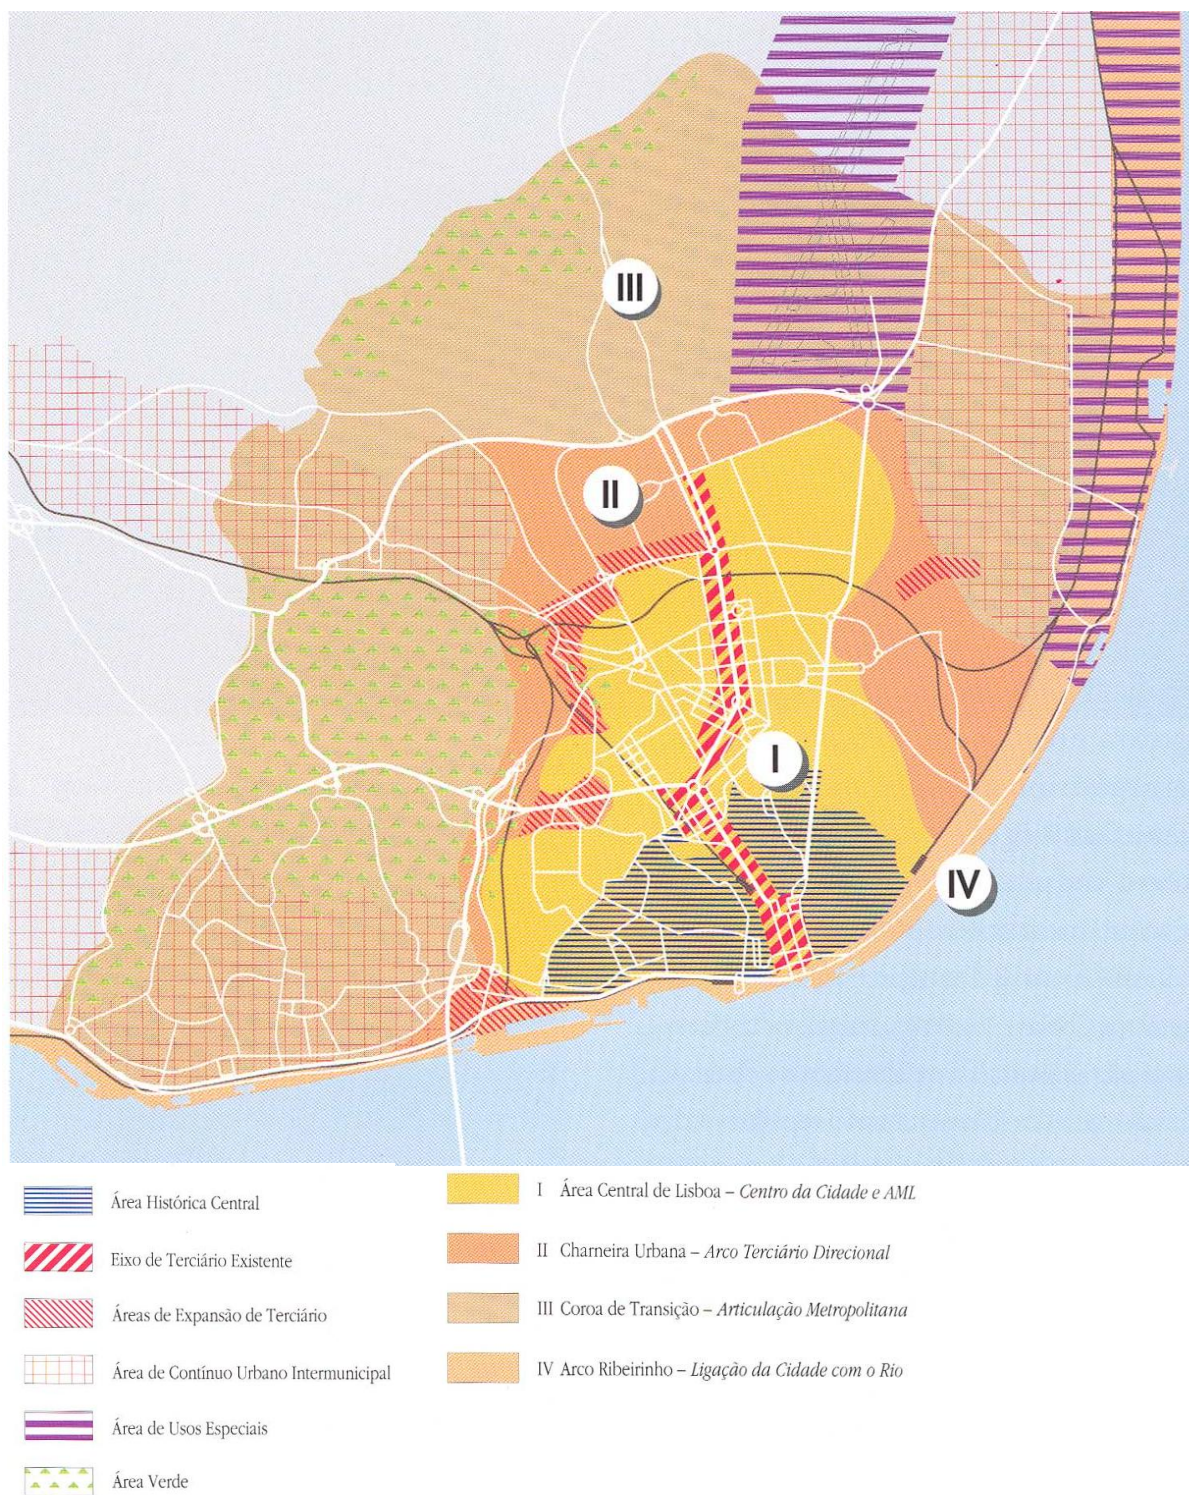 III
II
I
IV
Área Histórica Central
Eixo de Terciário Existente
Áreas de Expansão de Terciário
Área de Contínuo Urbano Intermunicipal
Área de Usos Especiais
Área Verde
I Área Central de Lisboa – Centro da Cidade e AML
II Charneira Urbana – Arco Terciário Direcional
III Coroa de Transição – Articulação Metropolitana
IV Arco Ribeirinho – Ligação da Cidade com o Rio